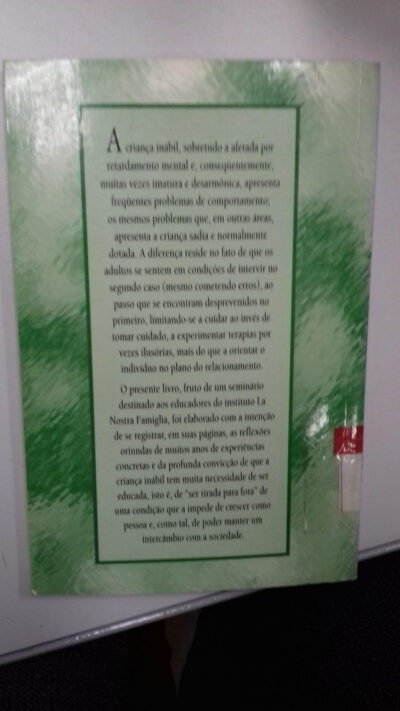 A criança inábil, sobretudo a afetada por
retardamento mental e, conseqüentemente,
muitas vezes imatura e desarmônica, apresenta
freqüentes problemas de comportamento;
os mesmos problemas que, em outras áreas,
apresenta a criança sadia e normalmente
dotada. A diferença reside no fato de que os
adultos se sentem em condições de intervir no
segundo caso (mesmo cometendo erros), ao
passo que se encontram desprevenidos no
primeiro, limitando-se a cuidar ao invés de
tomar cuidado, a experimentar terapias por
vezes ilusórias, mais do que a orientar o
indivíduo no plano do relacionamento.
O presente livro, fruto de um seminário
destinado aos educadores do instituto La
Nostra Famiglia, foi elaborado com a intenção
de se registrar, em suas páginas, as reflexões
oriundas de muitos anos de experiências
concretas e da profunda convicção de que a
criança inábil tem muita necessidade de ser
educada, isto é, de "ser tirada para fora" de
uma condição que a impede de crescer como
pessoa e, como tal, de poder manter um
intercâmbio com a sociedade.